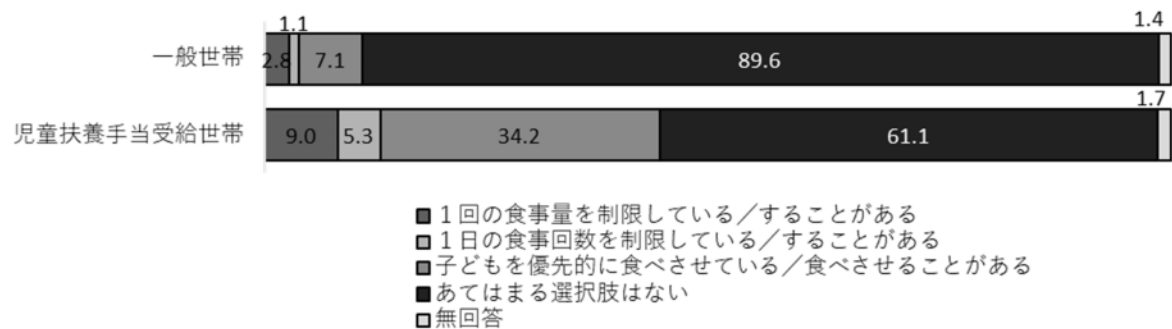 1.1 1.4
一般世帯 2.8 7.1 89.6
1.7
児童扶養手当受給世帯 9.0 5.3 34.2 61.1
■１回の食事量を制限している／することがある
■１日の食事回数を制限している／することがある
■子どもを優先的に食べさせている／食べさせることがある
■あてはまる選択肢はない
□無回答